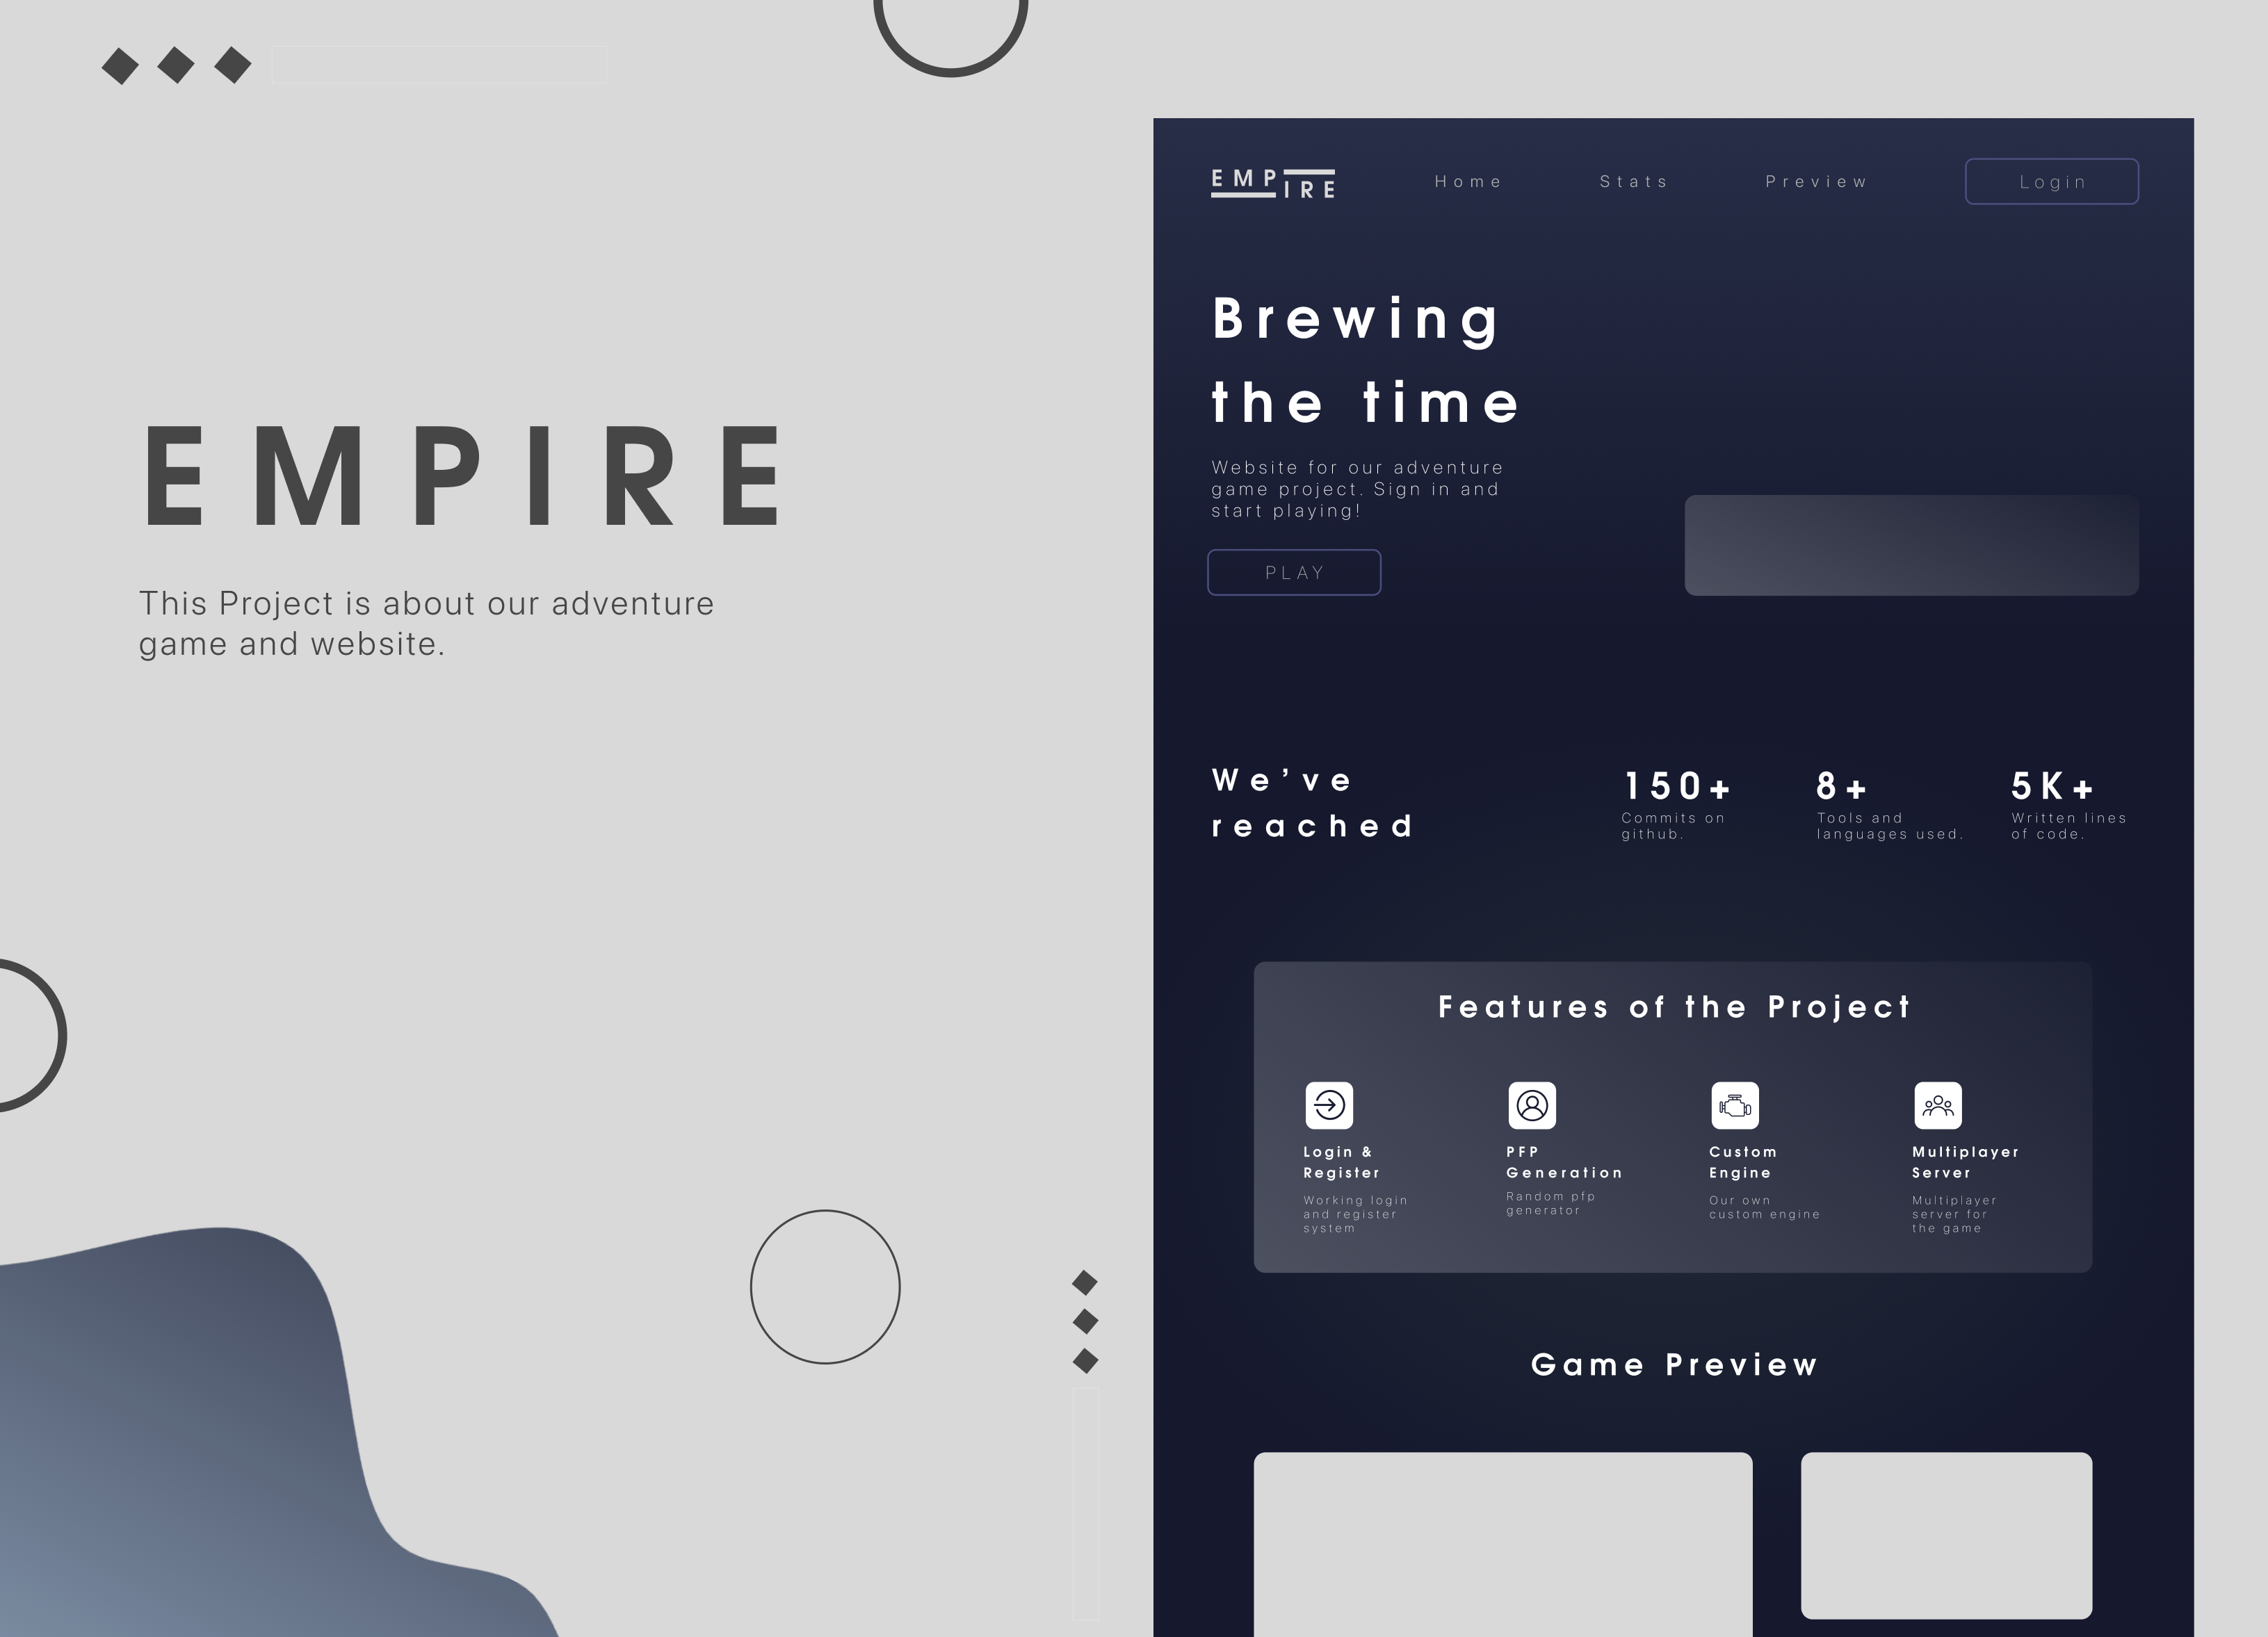 EMPIRE
This Project is about our adventure
game and website.
EMPIRE
Home
Stats
Preview
Login
Brewing
the time
Website for our adventure
game project. Sign in and
start playing!
PLAY
We’ve
reached
150+
Commits on
github.
8+
Tools and
languages used.
5K+
Written lines
of code.
Features of the Project
Login &
Register
Working login
and register
system
PFP
Generation
Random pfp
generator
Custom
Engine
Our own
custom engine
Multiplayer
Server
Multiplayer
server for
the game
Game Preview